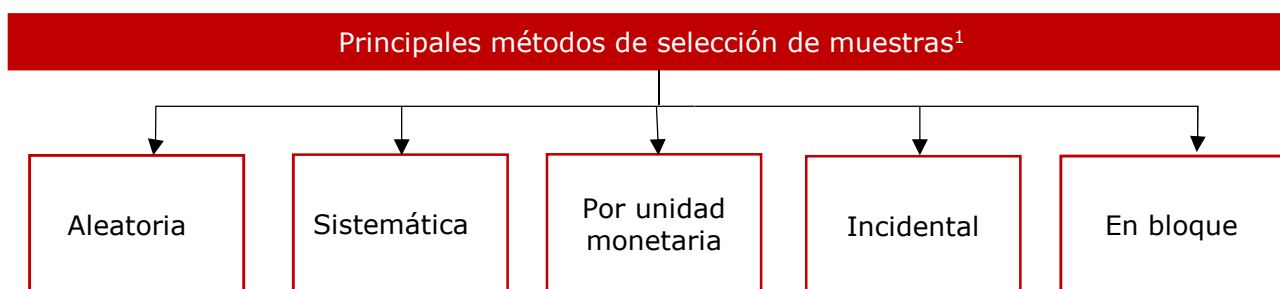 Principales métodos de selección de muestras¹
Aleatoria
Sistemática
Por unidad
monetaria
Incidental
En bloque